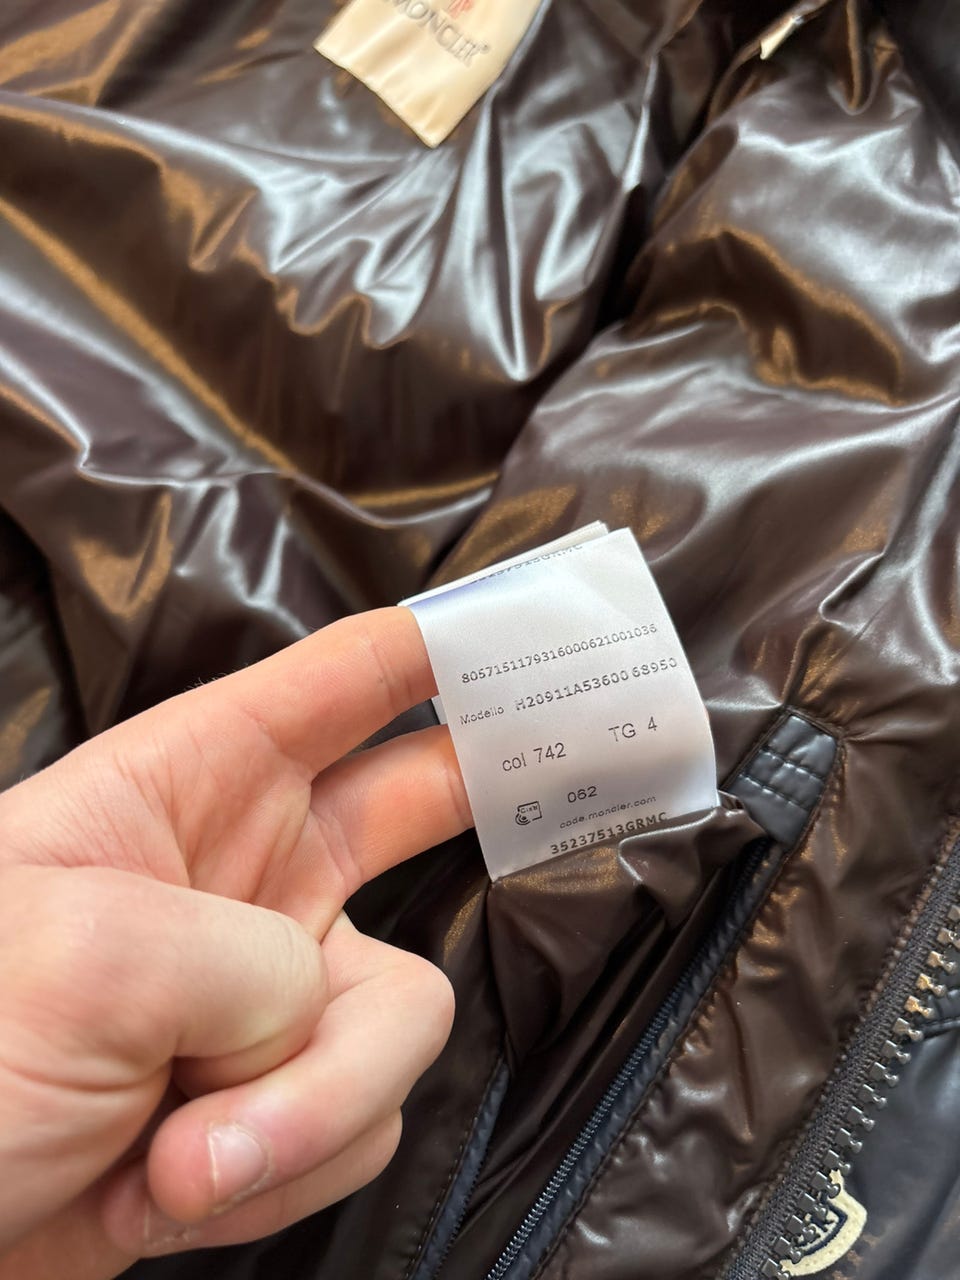 MONCLER
8057151179316000621001036
Modello H20911A53600 68950
col 742 TG 4
062
code.moncler.com
35237513GRMC